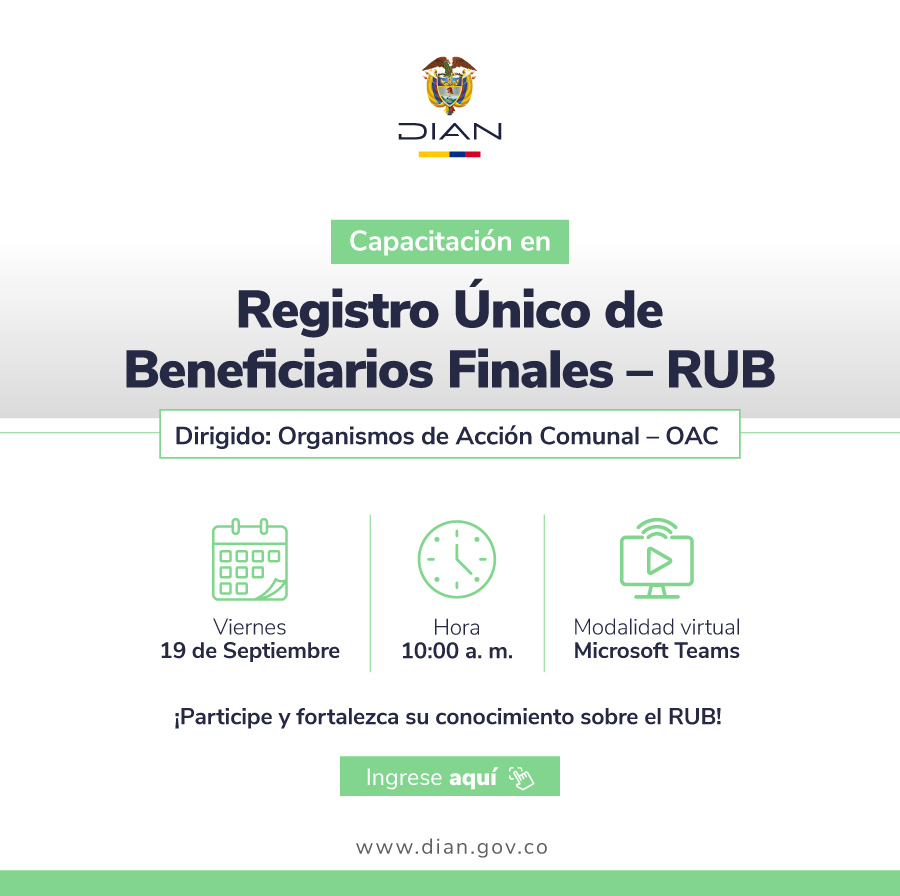 DIAN
Capacitación en
Registro Único de
Beneficiarios Finales – RUB
Dirigido: Organismos de Acción Comunal – OAC
Viernes
19 de Septiembre
Hora
10:00 a. m.
Modalidad virtual
Microsoft Teams
¡Participe y fortalezca su conocimiento sobre el RUB!
Ingrese aquí
www.dian.gov.co